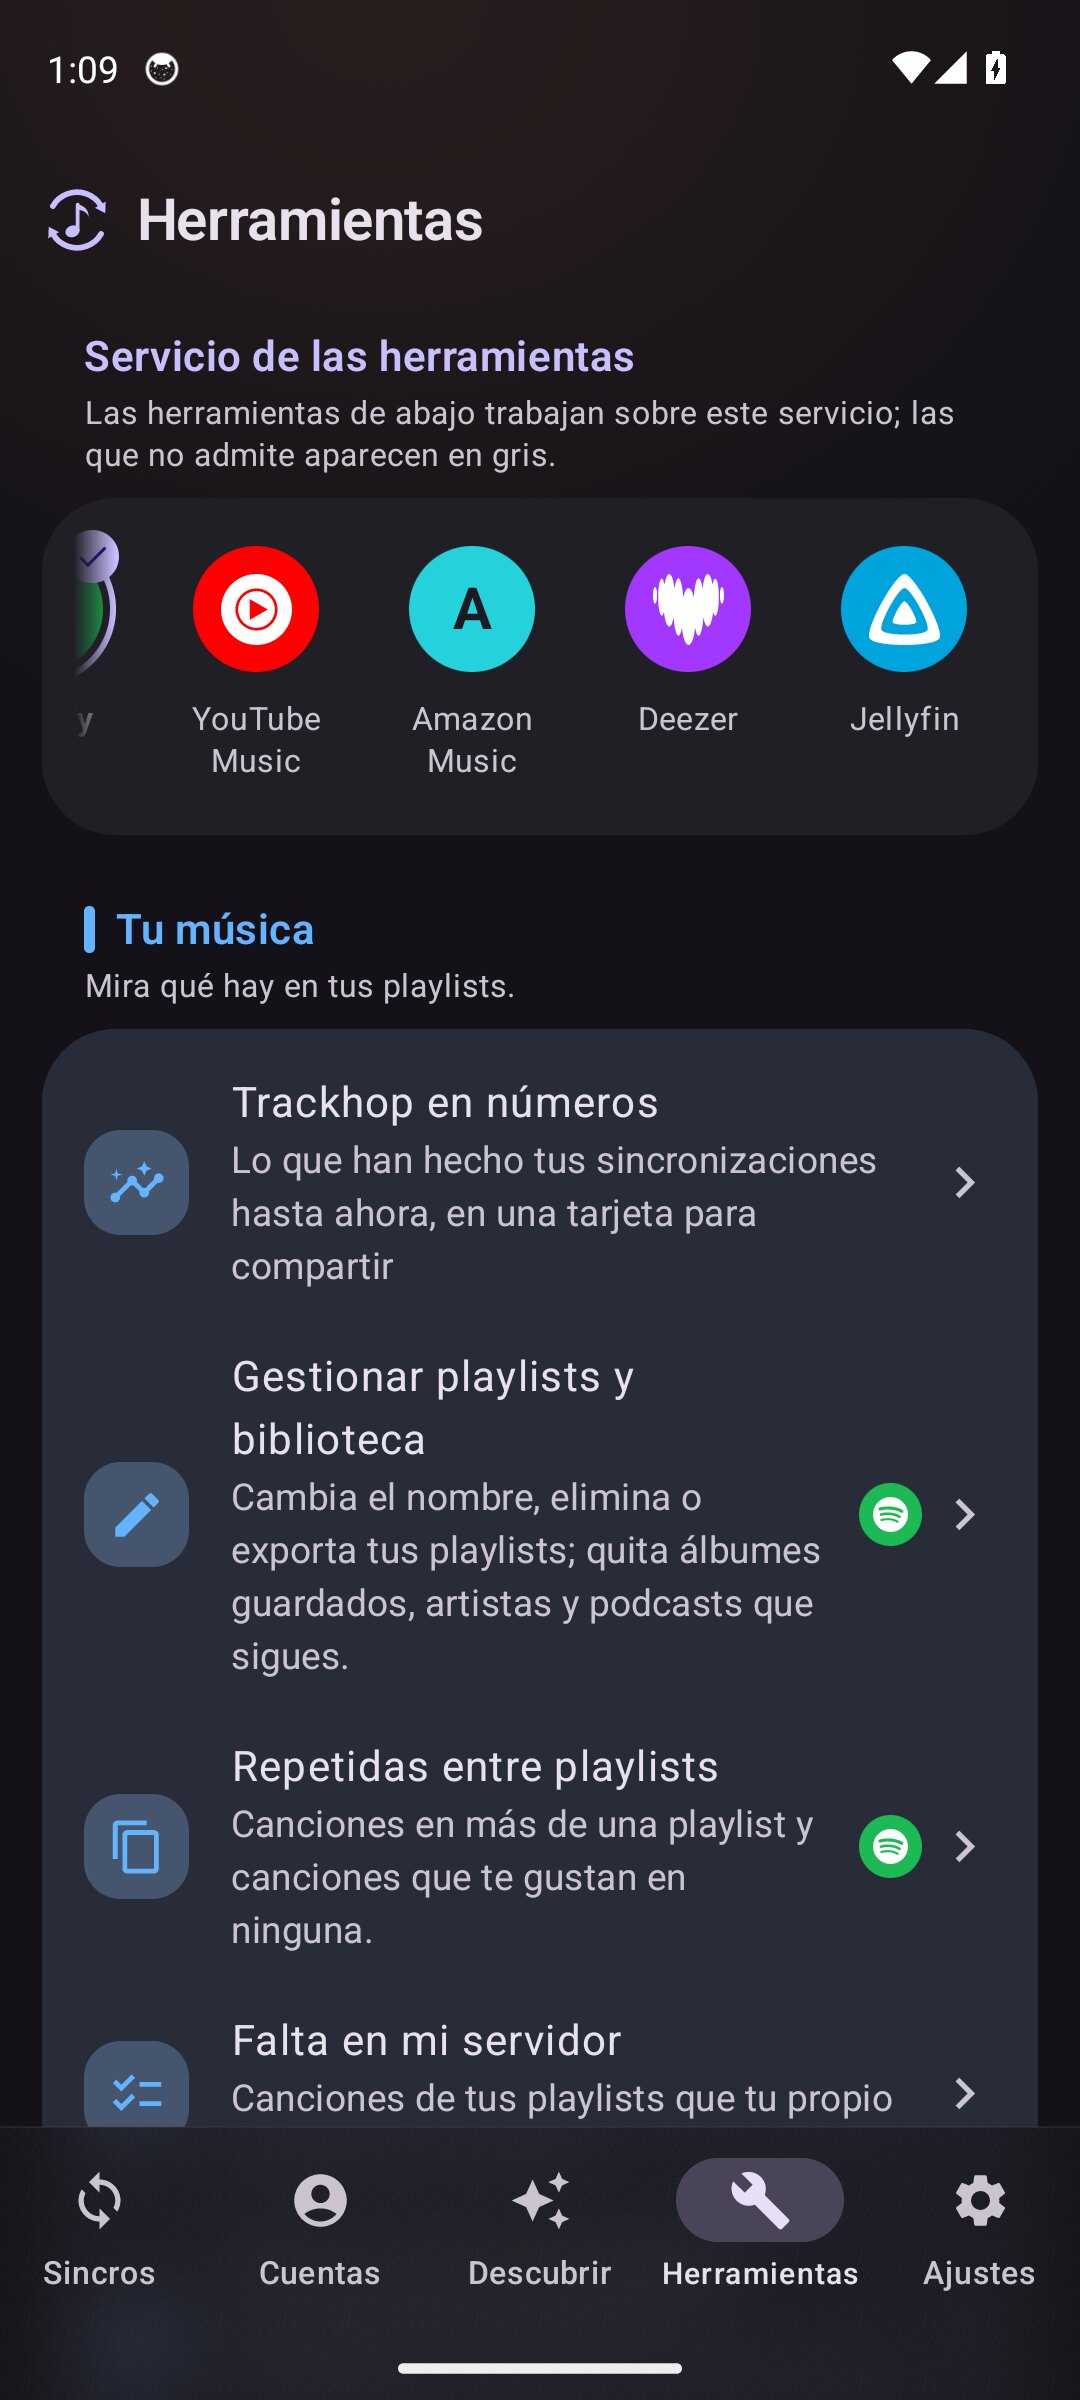 1:09
Herramientas
Servicio de las herramientas
Las herramientas de abajo trabajan sobre este servicio; las
que no admite aparecen en gris.
A
y
YouTube
Music
Amazon
Music
Deezer
Jellyfin
Tu música
Mira qué hay en tus playlists.
Trackhop en números
Lo que han hecho tus sincronizaciones
hasta ahora, en una tarjeta para
compartir
Gestionar playlists y
biblioteca
Cambia el nombre, elimina o
exporta tus playlists; quita álbumes
guardados, artistas y podcasts que
sigues.
Repetidas entre playlists
Canciones en más de una playlist y
canciones que te gustan en
ninguna.
Falta en mi servidor
Canciones de tus playlists que tu propio
Sincros
Cuentas
Descubrir
Herramientas
Ajustes